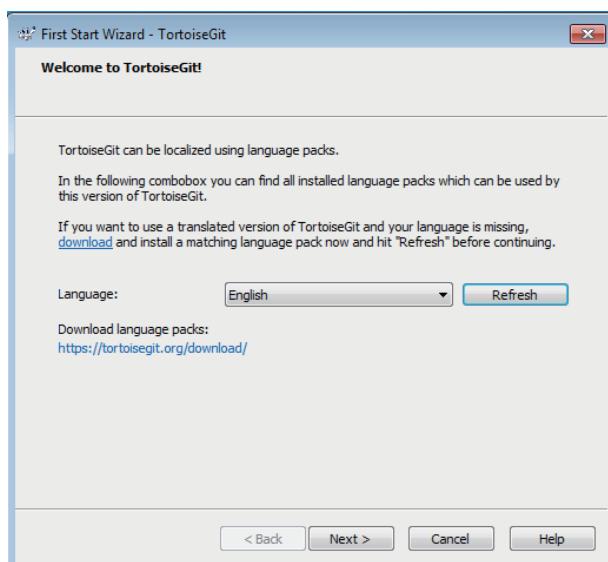 First Start Wizard - TortoiseGit
Welcome to TortoiseGit!
TortoiseGit can be localized using language packs.
In the following combobox you can find all installed language packs which can be used by
this version of TortoiseGit.
If you want to use a translated version of TortoiseGit and your language is missing,
download and install a matching language pack now and hit "Refresh" before continuing.
Language: English Refresh
Download language packs:
https://tortoisegit.org/download/
< Back Next > Cancel Help